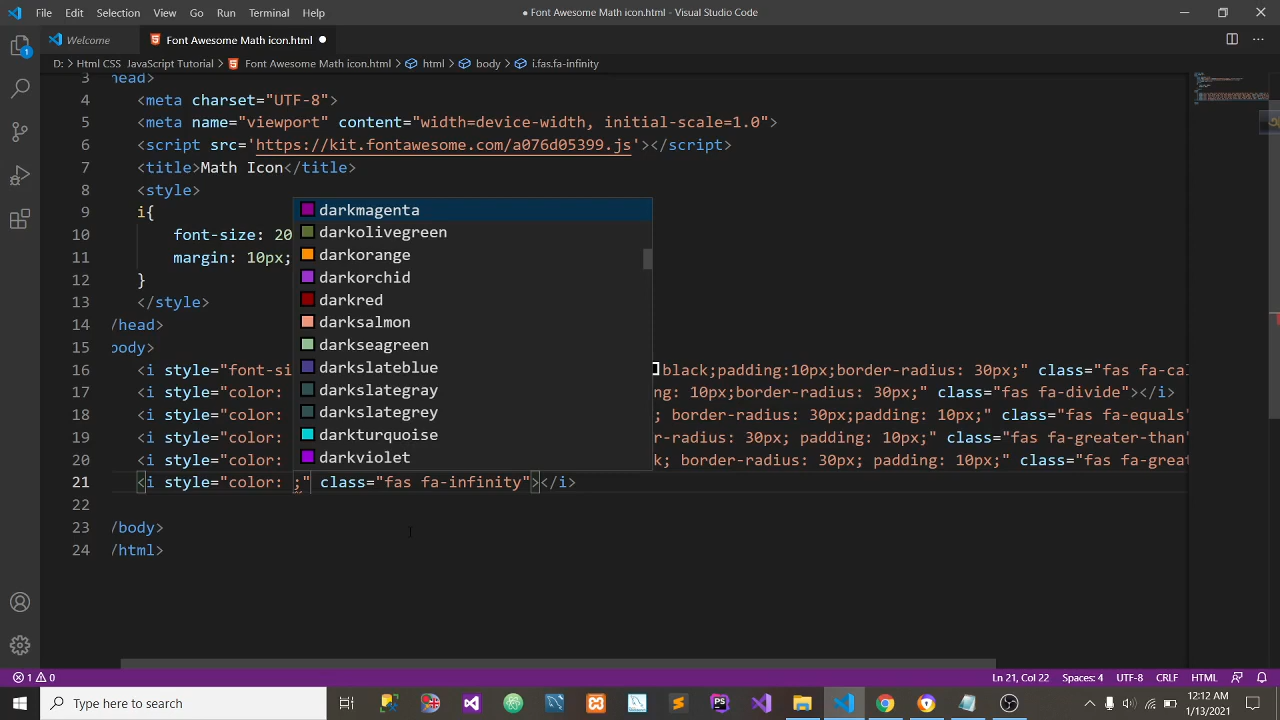 File Edit Selection View Go Run Terminal Help
● Font Awesome Math icon.html - Visual Studio Code
Welcome
Font Awesome Math icon.html ●
D: > Html CSS JavaScript Tutorial > Font Awesome Math icon.html > html > body > i.fas.fa-infinity
3 head>
4 <meta charset="UTF-8">
5 <meta name="viewport" content="width=device-width, initial-scale=1.0">
6 <script src='https://kit.fontawesome.com/a076d05399.js'></script>
7 <title>Math Icon</title>
8 <style>
9 i{
10 font-size: 20
11 margin: 10px;
12 }
13 </style>
14 /head>
15 body>
16 <i style="font-si black;padding:10px;border-radius: 30px;" class="fas fa-cal
17 <i style="color: ng: 10px;border-radius: 30px;" class="fas fa-divide"></i>
18 <i style="color: ; border-radius: 30px;padding: 10px;" class="fas fa-equals"
19 <i style="color: er-radius: 30px; padding: 10px;" class="fas fa-greater-than"
20 <i style="color: k; border-radius: 30px; padding: 10px;" class="fas fa-great
21 <i style="color: ;" class="fas fa-infinity"></i>
22
23 /body>
24 /html>
darkmagenta
darkolivegreen
darkorange
darkorchid
darkred
darksalmon
darkseagreen
darkslateblue
darkslategray
darkslategrey
darkturquoise
darkviolet
1 0
Ln 21, Col 22 Spaces: 4 UTF-8 CRLF HTML
Type here to search
PS
12:12 AM
1/13/2021